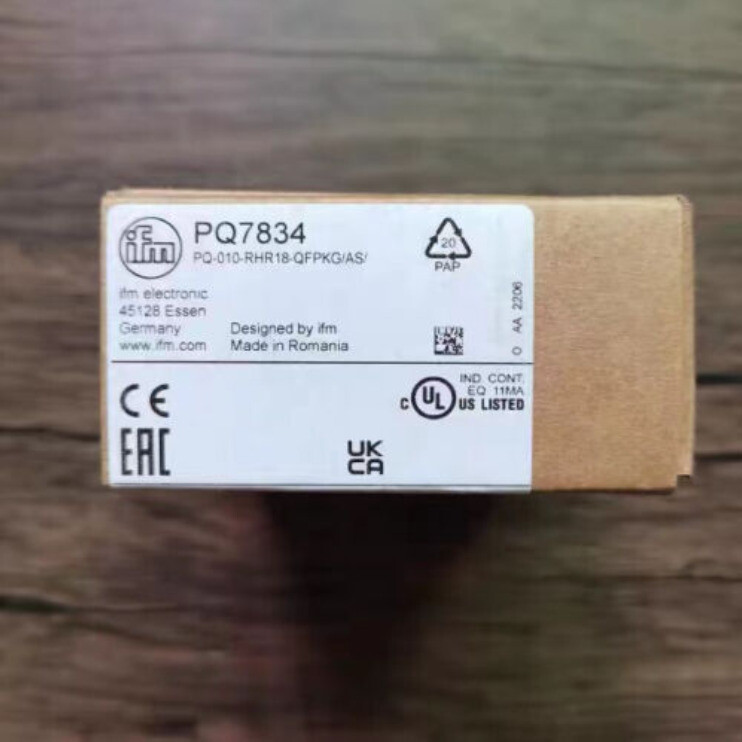 ifm
PQ7834
PQ-010-RHR18-QFPKG/AS/
ifm electronic
45128 Essen
Germany
www.ifm.com
Designed by ifm
Made in Romania
20
PAP
O AA 2206
CE
EAC
UK
CA
C UL US LISTED
IND. CONT.
EQ 11MA